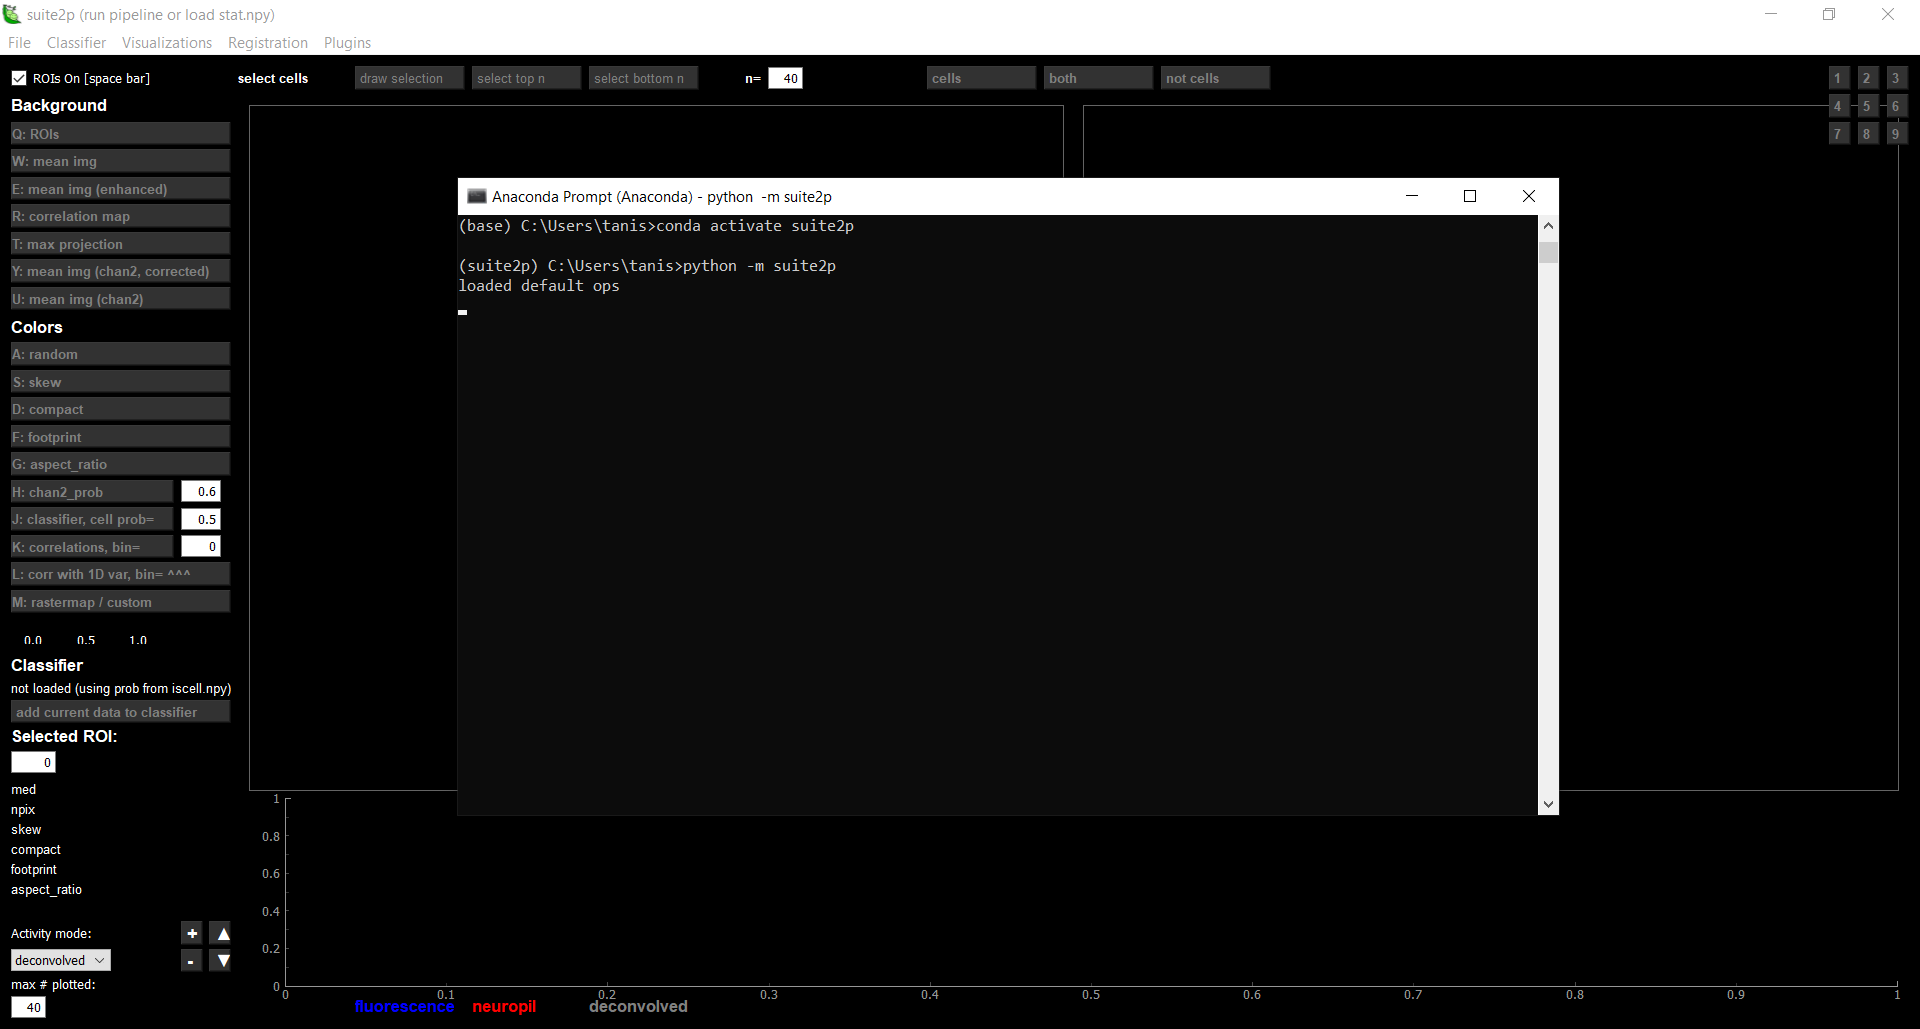 suite2p (run pipeline or load stat.npy)
File Classifier Visualizations Registration Plugins
ROIs On [space bar]
select cells
draw selection
select top n
select bottom n
n= 40
cells
both
not cells
1 2 3
4 5 6
7 8 9
Background
Q: ROIs
W: mean img
E: mean img (enhanced)
R: correlation map
T: max projection
Y: mean img (chan2, corrected)
U: mean img (chan2)
Colors
A: random
S: skew
D: compact
F: footprint
G: aspect_ratio
H: chan2_prob 0.6
J: classifier, cell prob= 0.5
K: correlations, bin= 0
L: corr with 1D var, bin= ^^^
M: rastermap / custom
0.0 0.5 1.0
Classifier
not loaded (using prob from iscell.npy)
add current data to classifier
Selected ROI:
0
med
npix
skew
compact
footprint
aspect_ratio
Activity mode:
+ ▲
deconvolved
- ▼
max # plotted:
40
Anaconda Prompt (Anaconda) - python  -m suite2p
(base) C:\Users\tanis>conda activate suite2p
(suite2p) C:\Users\tanis>python -m suite2p
loaded default ops
1
0.8
0.6
0.4
0.2
0
0 0.1 0.2 0.3 0.4 0.5 0.6 0.7 0.8 0.9 1
fluorescence neuropil deconvolved